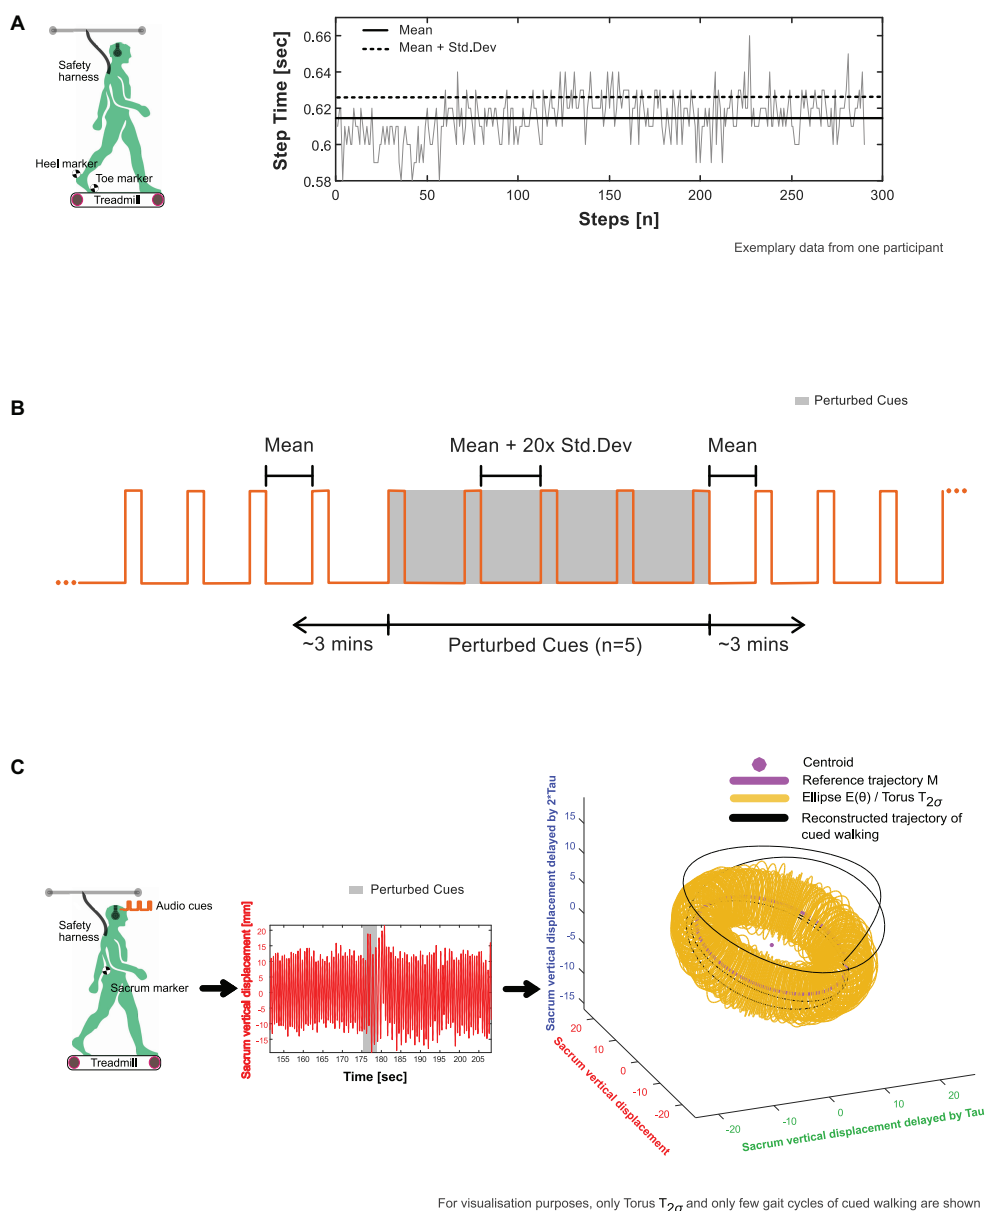 A
Safety
harness
Heel marker
Toe marker
Treadmill
Step Time [sec]
0.66
0.64
0.62
0.6
0.58
Mean
Mean + Std.Dev
0
50
100
150
200
250
300
Steps [n]
Exemplary data from one participant
B
Perturbed Cues
Mean
Mean + 20x Std.Dev
Mean
~3 mins
Perturbed Cues (n=5)
~3 mins
C
Centroid
Reference trajectory M
Ellipse E(θ) / Torus T2σ
Reconstructed trajectory of
cued walking
Safety
harness
Audio cues
Sacrum marker
Treadmill
Perturbed Cues
Sacrum vertical displacement [mm]
20
15
10
5
0
-5
-10
-15
155
160
165
170
175
180
185
190
195
200
205
Time [sec]
Sacrum vertical displacement delayed by 2*Tau
15
10
5
0
-5
-10
-15
20
10
0
-10
-20
Sacrum vertical displacement
-20
-10
0
10
20
Sacrum vertical displacement delayed by Tau
For visualisation purposes, only Torus T2σ and only few gait cycles of cued walking are shown